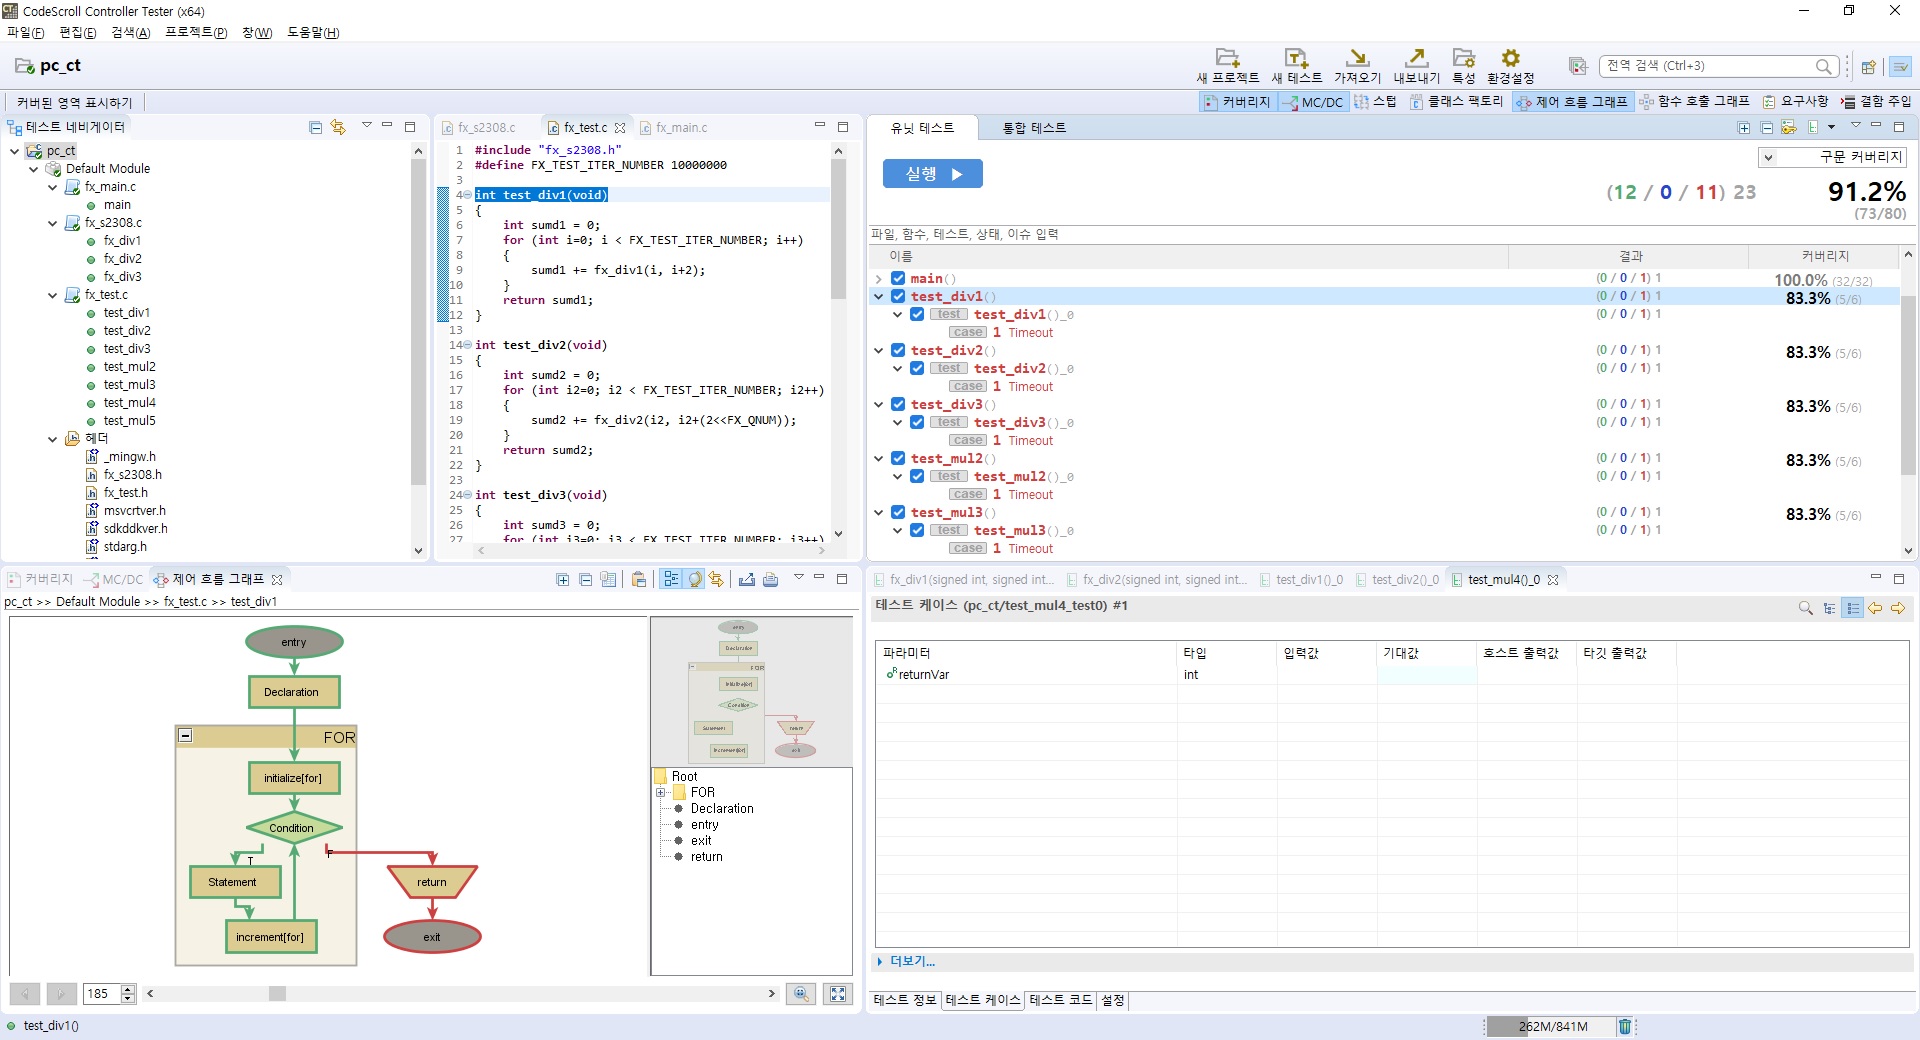 CodeScroll Controller Tester (x64)
파일(F) 편집(E) 검색(A) 프로젝트(P) 창(W) 도움말(H)
pc_ct
새 프로젝트 새 테스트 가져오기 내보내기 특성 환경설정
전역 검색 (Ctrl+3)
커버된 영역 표시하기
커버리지 MC/DC 스텁 클래스 팩토리 제어 흐름 그래프 함수 호출 그래프 요구사항 결함 주입
테스트 네비게이터
pc_ct
Default Module
fx_main.c
main
fx_s2308.c
fx_div1
fx_div2
fx_div3
fx_test.c
test_div1
test_div2
test_div3
test_mul2
test_mul3
test_mul4
test_mul5
헤더
_mingw.h
fx_s2308.h
fx_test.h
msvcrtver.h
sdkddkver.h
stdarg.h
fx_s2308.c fx_test.c fx_main.c
1 #include "fx_s2308.h"
2 #define FX_TEST_ITER_NUMBER 10000000
3
4 int test_div1(void)
5 {
6 int sumd1 = 0;
7 for (int i=0; i < FX_TEST_ITER_NUMBER; i++)
8 {
9 sumd1 += fx_div1(i, i+2);
10 }
11 return sumd1;
12 }
13
14 int test_div2(void)
15 {
16 int sumd2 = 0;
17 for (int i2=0; i2 < FX_TEST_ITER_NUMBER; i2++)
18 {
19 sumd2 += fx_div2(i2, i2+(2<<FX_QNUM));
20 }
21 return sumd2;
22 }
23
24 int test_div3(void)
25 {
26 int sumd3 = 0;
27 for (int i3=0; i3 < FX_TEST_ITER_NUMBER; i3++)
유닛 테스트 통합 테스트
실행
구문 커버리지
(12 / 0 / 11) 23
91.2%
(73/80)
파일, 함수, 테스트, 상태, 이슈 입력
이름 결과 커버리지
main() (0 / 0 / 1) 1 100.0% (32/32)
test_div1() (0 / 0 / 1) 1 83.3% (5/6)
test test_div1()_0 (0 / 0 / 1) 1
case 1 Timeout
test_div2() (0 / 0 / 1) 1 83.3% (5/6)
test test_div2()_0 (0 / 0 / 1) 1
case 1 Timeout
test_div3() (0 / 0 / 1) 1 83.3% (5/6)
test test_div3()_0 (0 / 0 / 1) 1
case 1 Timeout
test_mul2() (0 / 0 / 1) 1 83.3% (5/6)
test test_mul2()_0 (0 / 0 / 1) 1
case 1 Timeout
test_mul3() (0 / 0 / 1) 1 83.3% (5/6)
test test_mul3()_0 (0 / 0 / 1) 1
case 1 Timeout
커버리지 MC/DC 제어 흐름 그래프
pc_ct >> Default Module >> fx_test.c >> test_div1
entry
Declaration
FOR
initialize[for]
Condition
T F
Statement
return
increment[for]
exit
entry
Declaration
FOR
initialize[for]
Condition
Statement
return
increment[for]
exit
Root
FOR
Declaration
entry
exit
return
185
fx_div1(signed int, signed int... fx_div2(signed int, signed int... test_div1()_0 test_div2()_0 test_mul4()_0
테스트 케이스 (pc_ct/test_mul4_test0) #1
파라미터 타입 입력값 기대값 호스트 출력값 타깃 출력값
returnVar int
더보기...
테스트 정보 테스트 케이스 테스트 코드 설정
test_div1()
262M/841M